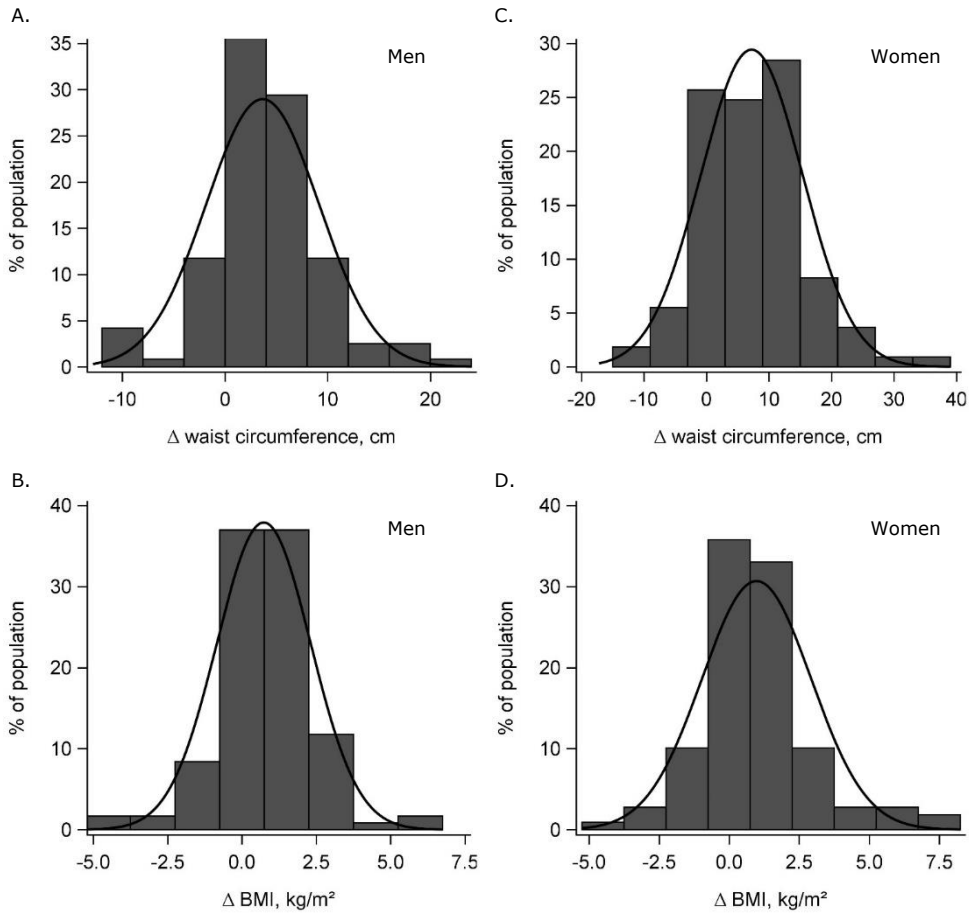 A.
Men
35
30
25
20
15
10
5
0
% of population
-10 0 10 20
Δ waist circumference, cm
C.
Women
30
25
20
15
10
5
0
% of population
-20 -10 0 10 20 30 40
Δ waist circumference, cm
B.
Men
40
30
20
10
0
% of population
-5.0 -2.5 0.0 2.5 5.0 7.5
Δ BMI, kg/m²
D.
Women
40
30
20
10
0
% of population
-5.0 -2.5 0.0 2.5 5.0 7.5
Δ BMI, kg/m²